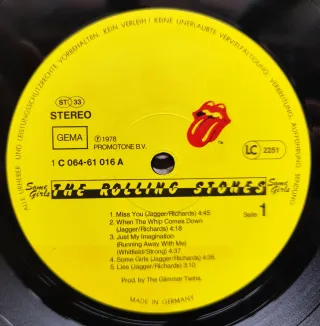 ALLE URHEBER- UND LEISTUNGSSCHUTZRECHTE VORBEHALTEN. KEIN VERLEIH! KEINE UNERLAUBTE VERVIELFÄLTIGUNG, VERMIETUNG, AUFFÜHRUNG, SENDUNG!
ST 33
STEREO
GEMA
℗1978
PROMOTONE B.V.
LC 2251
1 C 064-61 016 A
Some Girls
THE ROLLING STONES
Some Girls
1. Miss You (Jagger/Richards) 4:45
2. When The Whip Comes Down
(Jagger/Richards) 4:18
3. Just My Imagination
(Running Away With Me)
(Whitfield/Strong) 4:37
4. Some Girls (Jagger/Richards) 4:35
5. Lies (Jagger/Richards) 3:10
Seite 1
Prod. by The Glimmer Twins
MADE IN GERMANY